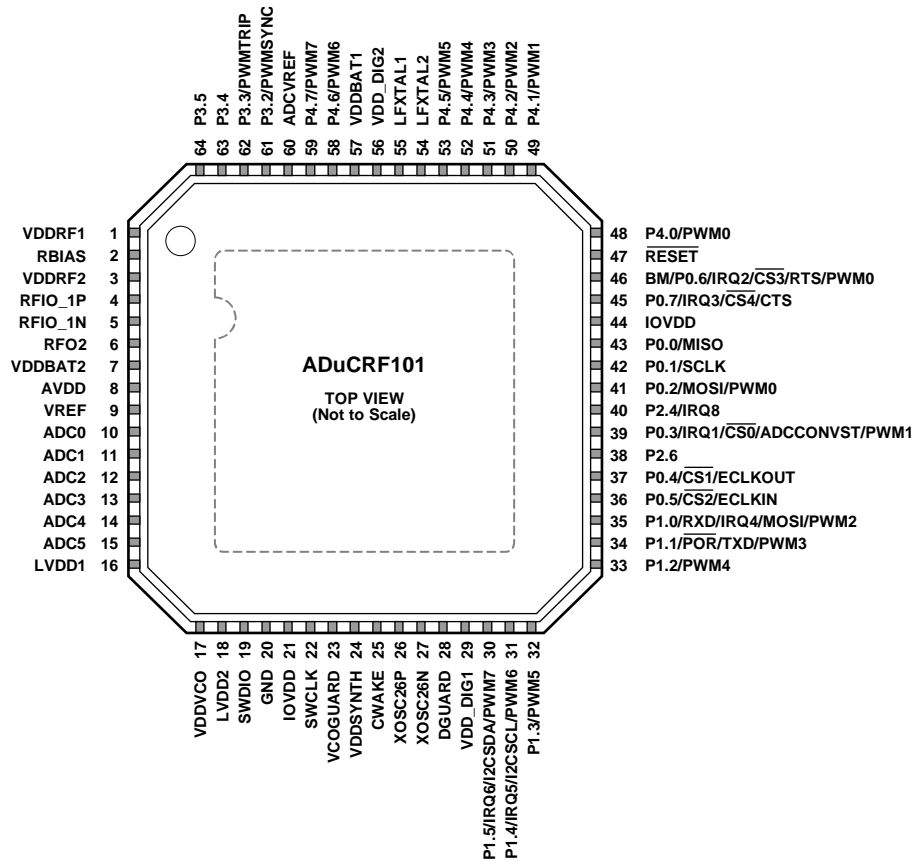 64 P3.5
63 P3.4
62 P3.3/PWMTRIP
61 P3.2/PWMSYNC
60 ADCVREF
59 P4.7/PWM7
58 P4.6/PWM6
57 VDDBAT1
56 VDD_DIG2
55 LFXTAL1
54 LFXTAL2
53 P4.5/PWM5
52 P4.4/PWM4
51 P4.3/PWM3
50 P4.2/PWM2
49 P4.1/PWM1
VDDRF1 1
RBIAS 2
VDDRF2 3
RFIO_1P 4
RFIO_1N 5
RFO2 6
VDDBAT2 7
AVDD 8
VREF 9
ADC0 10
ADC1 11
ADC2 12
ADC3 13
ADC4 14
ADC5 15
LVDD1 16
ADuCRF101
TOP VIEW
(Not to Scale)
48 P4.0/PWM0
47 RESET
46 BM/P0.6/IRQ2/CS3/RTS/PWM0
45 P0.7/IRQ3/CS4/CTS
44 IOVDD
43 P0.0/MISO
42 P0.1/SCLK
41 P0.2/MOSI/PWM0
40 P2.4/IRQ8
39 P0.3/IRQ1/CS0/ADCCONVST/PWM1
38 P2.6
37 P0.4/CS1/ECLKOUT
36 P0.5/CS2/ECLKIN
35 P1.0/RXD/IRQ4/MOSI/PWM2
34 P1.1/POR/TXD/PWM3
33 P1.2/PWM4
VDDVCO 17
LVDD2 18
SWDIO 19
GND 20
IOVDD 21
SWCLK 22
VCOGUARD 23
VDDSYNTH 24
CWAKE 25
XOSC26P 26
XOSC26N 27
DGUARD 28
VDD_DIG1 29
P1.5/IRQ6/I2CSDA/PWM7 30
P1.4/IRQ5/I2CSCL/PWM6 31
P1.3/PWM5 32